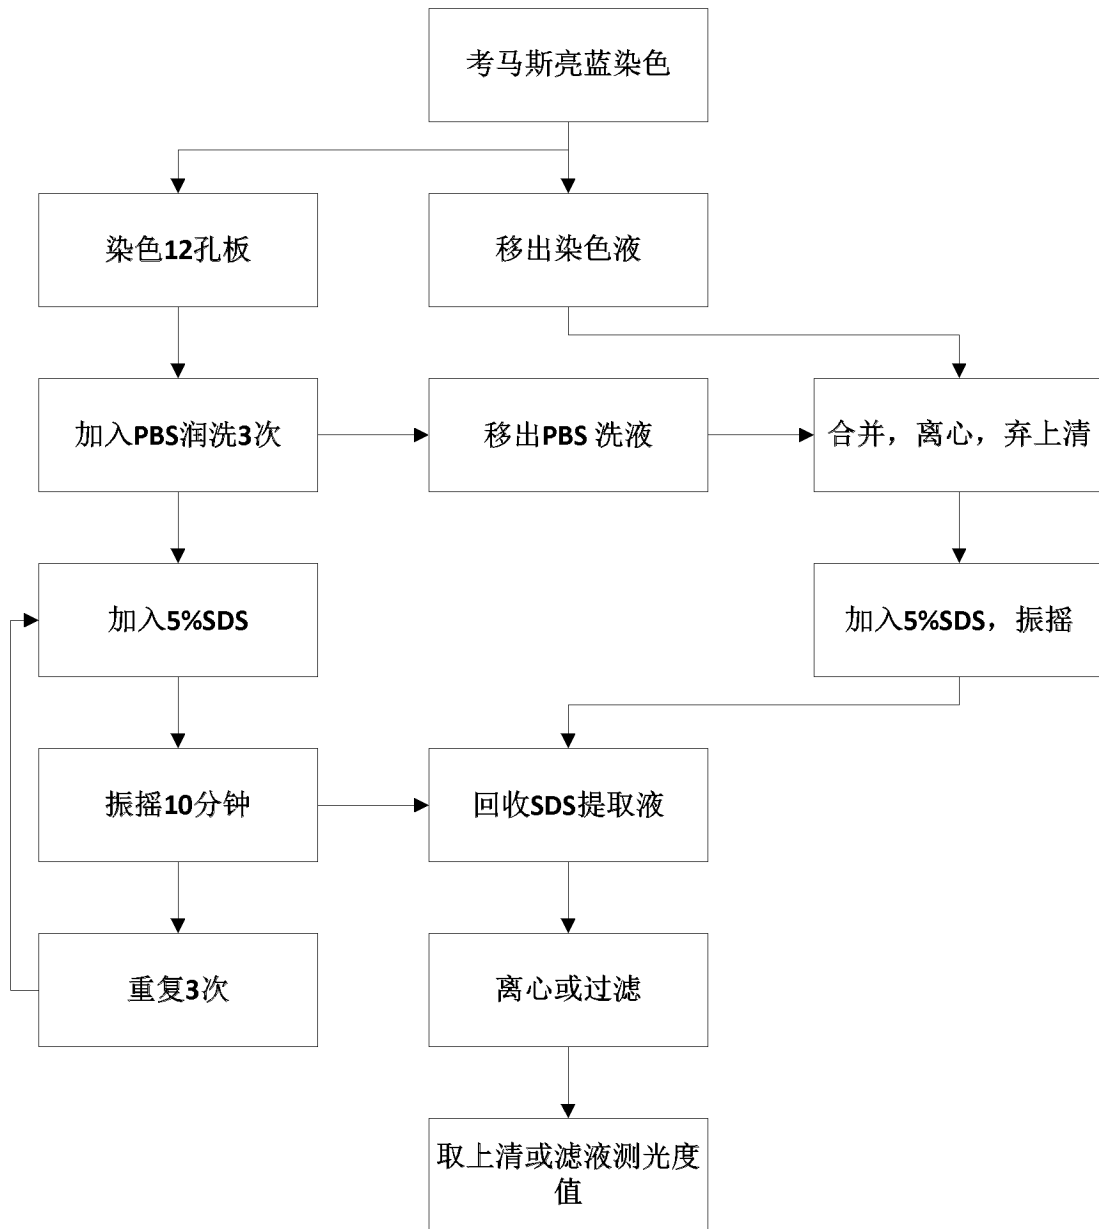 考马斯亮蓝染色
染色12孔板
移出染色液
加入PBS润洗3次
移出PBS 洗液
合并，离心，弃上清
加入5%SDS
加入5%SDS，振摇
振摇10分钟
回收SDS提取液
重复3次
离心或过滤
取上清或滤液测光度
值